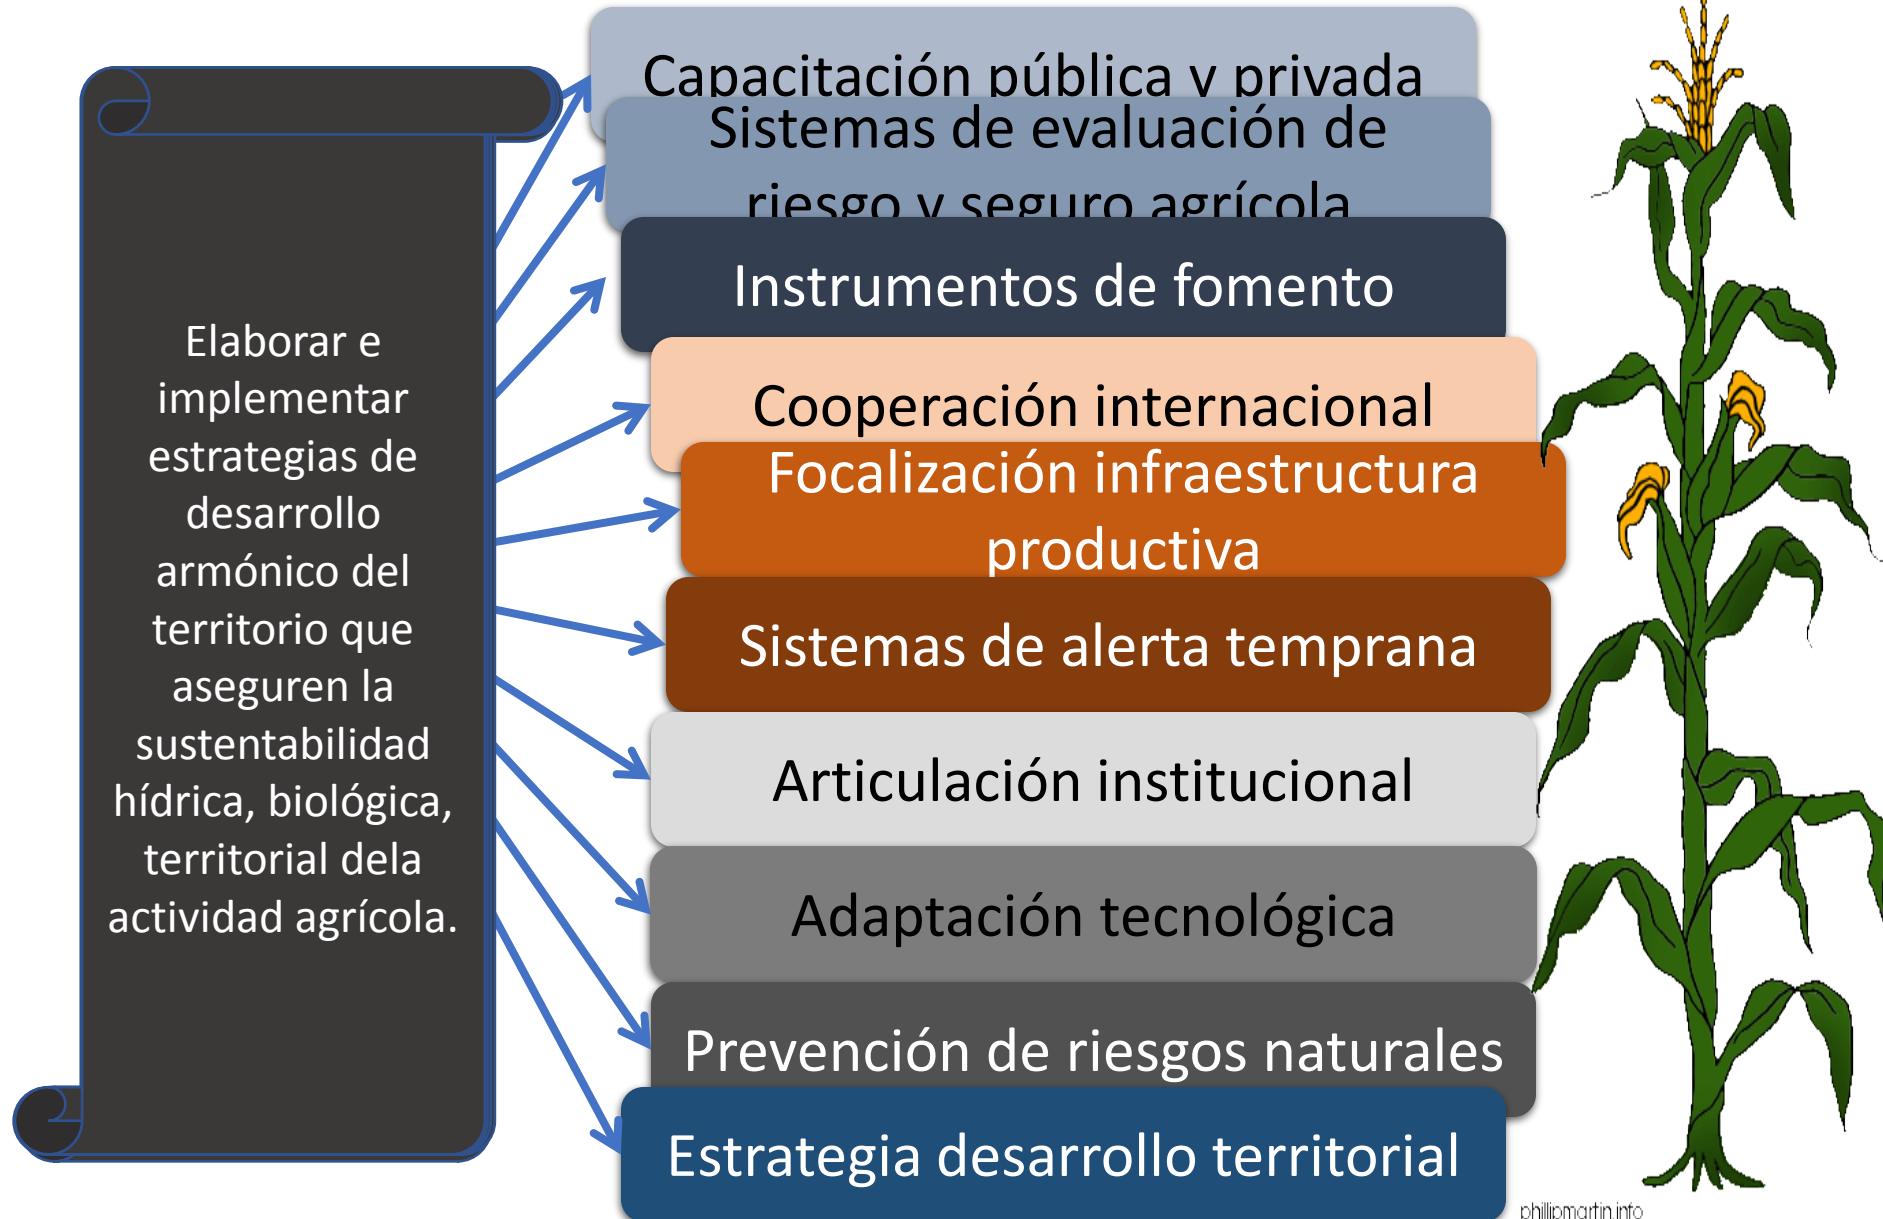 Elaborar e
implementar
estrategias de
desarrollo
armónico del
territorio que
aseguren la
sustentabilidad
hídrica, biológica,
territorial dela
actividad agrícola.
Capacitación pública y privada
Sistemas de evaluación de
riesgo y seguro agrícola
Instrumentos de fomento
Cooperación internacional
Focalización infraestructura
productiva
Sistemas de alerta temprana
Articulación institucional
Adaptación tecnológica
Prevención de riesgos naturales
Estrategia desarrollo territorial
phillipmartin.info